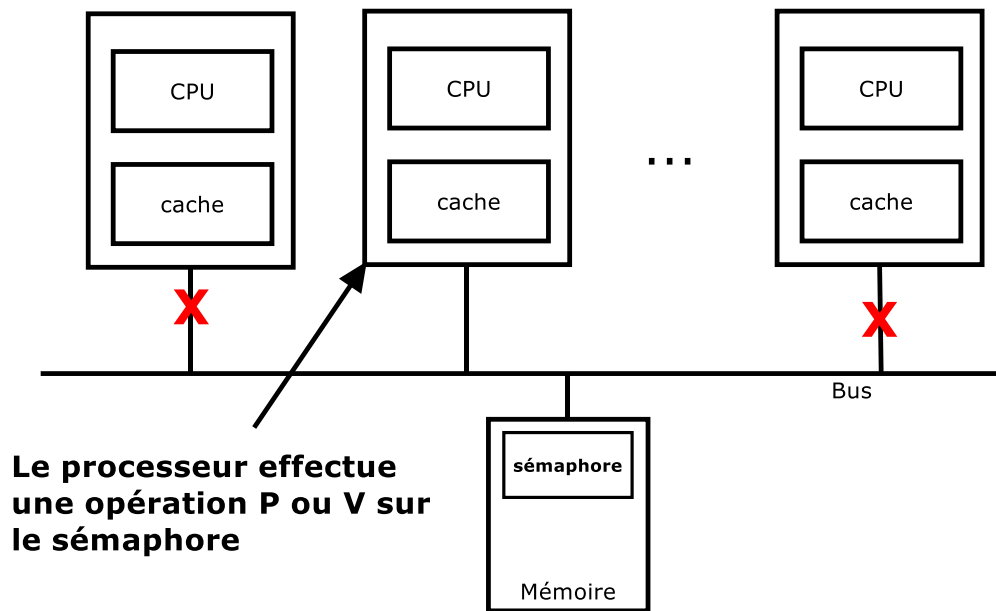 CPU
cache
CPU
cache
...
CPU
cache
X
X
Bus
Le processeur effectue
une opération P ou V sur
le sémaphore
sémaphore
Mémoire